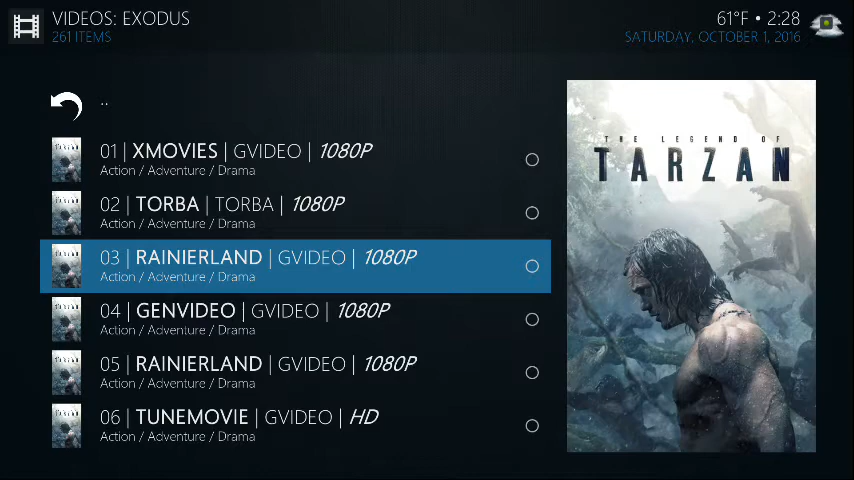 VIDEOS: EXODUS
261 ITEMS
61°F • 2:28
SATURDAY, OCTOBER 1, 2016
..
01 | XMOVIES | GVIDEO | 1080P
Action / Adventure / Drama
02 | TORBA | TORBA | 1080P
Action / Adventure / Drama
03 | RAINIERLAND | GVIDEO | 1080P
Action / Adventure / Drama
04 | GENVIDEO | GVIDEO | 1080P
Action / Adventure / Drama
05 | RAINIERLAND | GVIDEO | 1080P
Action / Adventure / Drama
06 | TUNEMOVIE | GVIDEO | HD
Action / Adventure / Drama
THE LEGEND OF
TARZAN